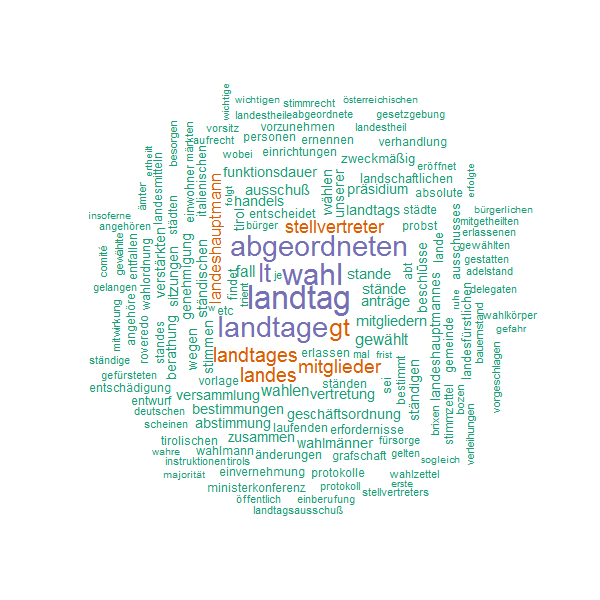 wichtige
wichtigen
österreichischen
stimmrecht
landestheile
abgeordnete
gesetzgebung
vorsitz
vorzunehmen
landestheil
aufrecht
personen
ernennen
verhandlung
besorgen
ertheilt
wobei
einrichtungen
zweckmäßig
eröffnet
erfolgte
märkten
italienischen
funktionsdauer
landschaftlichen
ämter
landesmitteln
einwohner
folgt
ausschuß
wählen
unserer
präsidium
absolute
landeshauptmann
handels
landtags
städte
ausschusses
bürgerlichen
insoferne
angehören
städten
tirol
entscheidet
bürger
stellvertreter
probst
mitgetheilten
erlassenen
gewählte
wahlordnung
verstärkten
sitzungen
genehmigung
ständischen
abgeordneten
abt
beschlüsse
lande
gewählten
gestatten
adelstand
comité
entfallen
angehöre
fall
lt
je
wahl
stande
stände
ruhe
delegaten
gelangen
findet
trient
landtag
anträge
landeshauptmannes
landesfürstlichen
w
etc
landtage
gt
mitgliedern
gemeinde
bauernstand
wahlkörper
gefahr
mitwirkung
roveredo
standes
berathung
wegen
stimmen
gewählt
ständige
landtages
erlassen
mal
frist
vorgeschlagen
gefürsteten
vorlage
landes
mitglieder
bestimmt
ständigen
stimmzettel
bozen
brixen
verleihungen
entschädigung
versammlung
wahlen
ständen
vertretung
sei
entwurf
deutschen
bestimmungen
geschäftsordnung
scheinen
abstimmung
laufenden
erfordernisse
tirolischen
zusammen
wahlmänner
fürsorge
wahre
wahlmann
änderungen
grafschaft
gelten
sogleich
instruktionen
tirols
majorität
einvernehmung
protokolle
wahlzettel
erste
ministerkonferenz
protokoll
stellvertreters
öffentlich
einberufung
landtagsausschuß